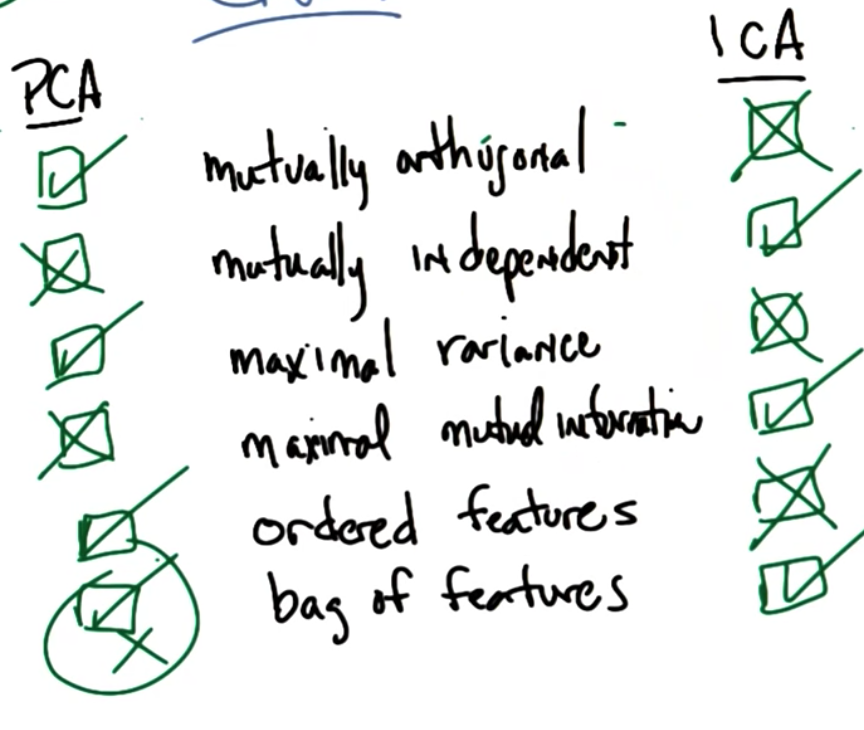 PCA
ICA
mutually orthogonal
mutually independent
maximal variance
maximal mutual information
ordered features
bag of features